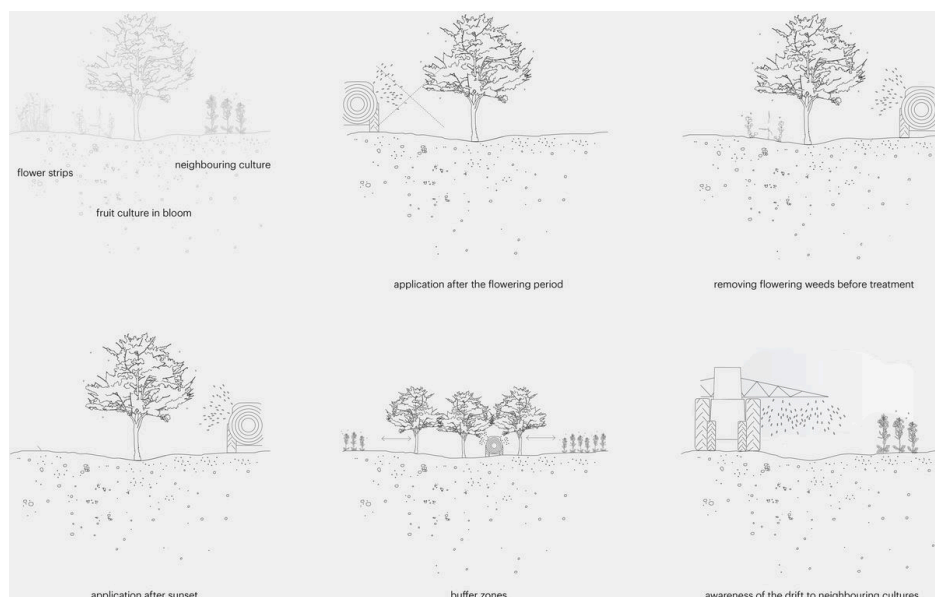 flower strips
neighbouring culture
fruit culture in bloom
application after the flowering period
removing flowering weeds before treatment
application after sunset
buffer zones
awareness of the drift to neighbouring cultures